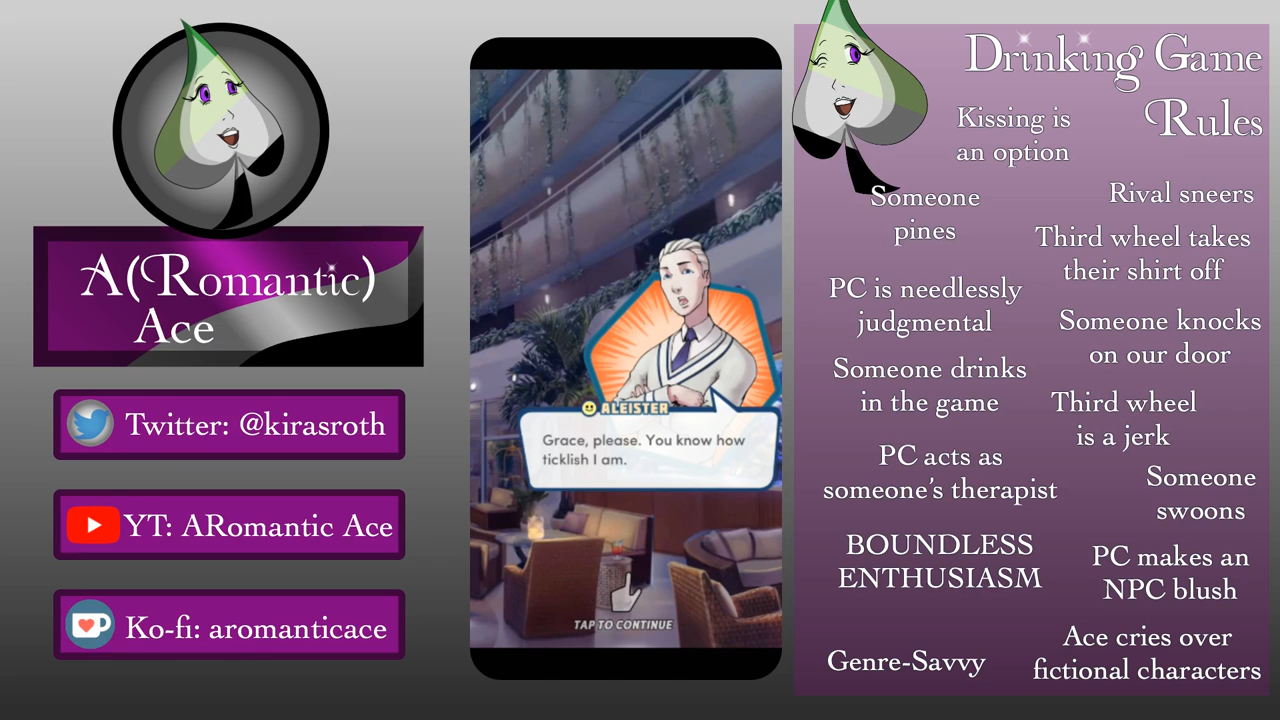 A(Romantic)
Ace
Twitter: @kirasroth
YT: ARomantic Ace
Ko-fi: aromanticace
ALEISTER
Grace, please. You know how
ticklish I am.
TAP TO CONTINUE
Drinking Game
Rules
Kissing is
an option
Someone
pines
Rival sneers
Third wheel takes
their shirt off
PC is needlessly
judgmental
Someone knocks
on our door
Someone drinks
in the game
Third wheel
is a jerk
PC acts as
someone's therapist
Someone
swoons
BOUNDLESS
ENTHUSIASM
PC makes an
NPC blush
Genre-Savvy
Ace cries over
fictional characters